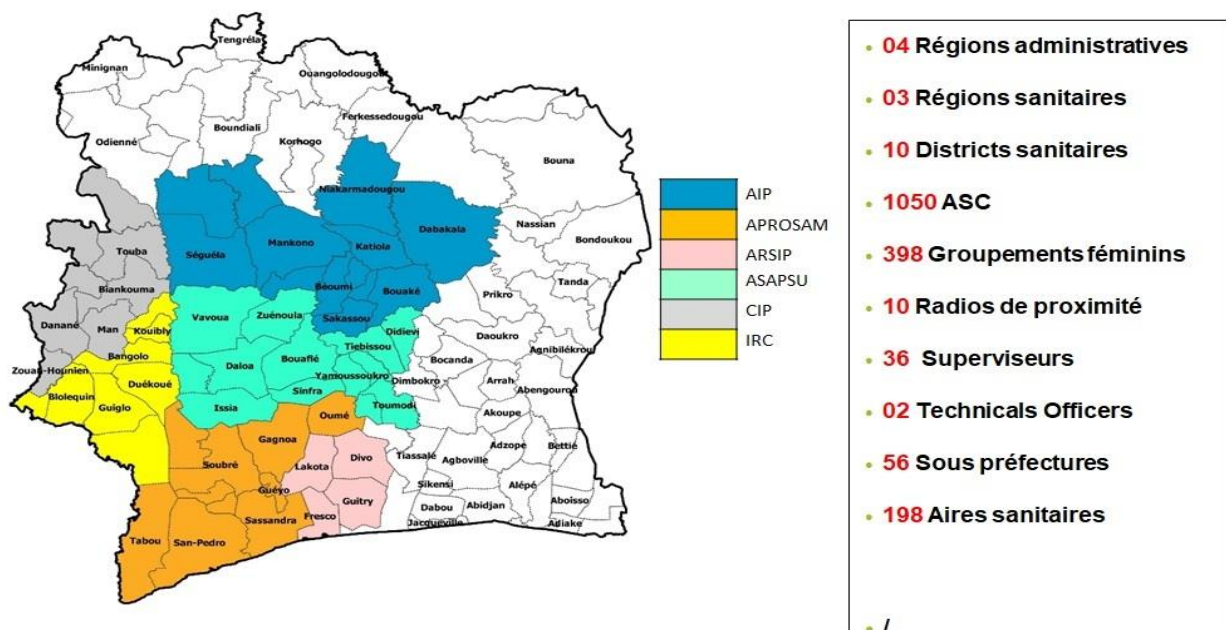 Tengréla
Minignan
Ouangolodougou
Ferkessedougou
Boundiali
Odienné
Korhogo
Bouna
Niakarmadougou
Nassian
Dabakala
Touba
Séguéla
Mankono
Katiola
Bondoukou
Biankouma
Béoumi
Bouaké
Prikro
Tanda
Danané
Man
Kouibly
Vavoua
Zuénoula
Sakassou
Didievi
Tiebissou
Daoukro
Agnibilékrou
Bangolo
Zouan-Hounien
Daloa
Bouaflé
Bocanda
Duékoué
Yamoussoukro
Dimbokro
Arrah
Abengourou
Blolequin
Guiglo
Sinfra
Issia
Toumodi
Oumé
Akoupe
Gagnoa
Adzope
Bettié
Soubré
Lakota
Divo
Tiassalé
Agboville
Guéyo
Sikensi
Alépé
Guitry
Aboisso
Sassandra
Fresco
Dabou
Abidjan
Jacqueville
Adiake
Tabou
San-Pedro
AIP
APROSAM
ARSIP
ASAPSU
CIP
IRC
• 04 Régions administratives
• 03 Régions sanitaires
• 10 Districts sanitaires
• 1050 ASC
• 398 Groupements féminins
• 10 Radios de proximité
• 36 Superviseurs
• 02 Technicals Officers
• 56 Sous préfectures
• 198 Aires sanitaires
• /